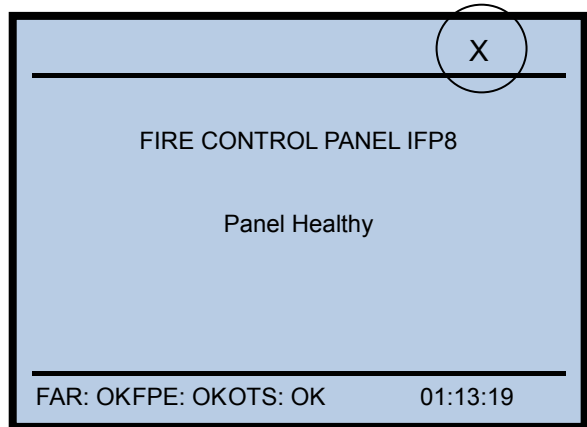 X
FIRE CONTROL PANEL IFP8
Panel Healthy
FAR: OKFPE: OKOTS: OK 01:13:19